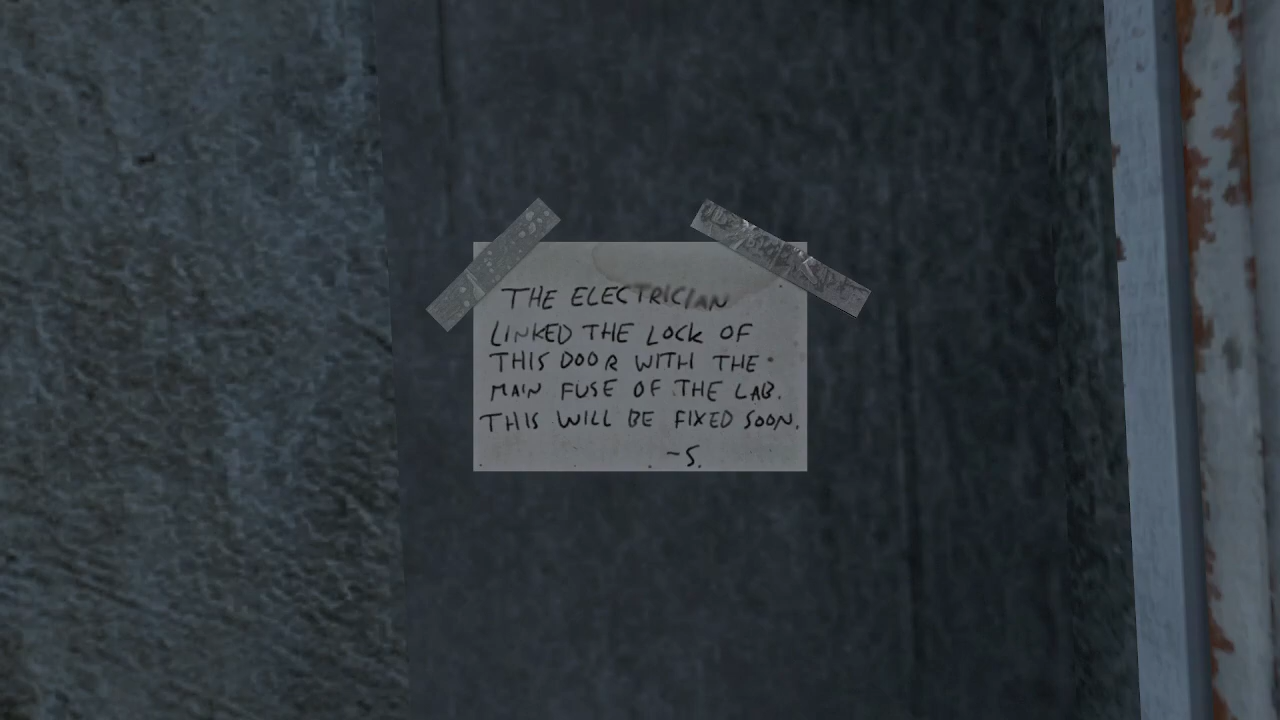 THE ELECTRICIAN
LINKED THE LOCK OF
THIS DOOR WITH THE
MAIN FUSE OF THE LAB.
THIS WILL BE FIXED SOON.
~S.